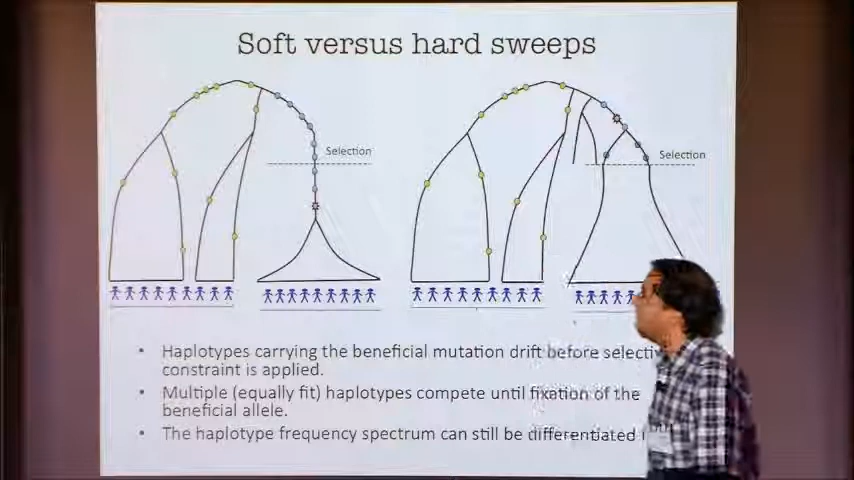 Soft versus hard sweeps
Selection
Selection
• Haplotypes carrying the beneficial mutation drift before
constraint is applied.
• Multiple (equally fit) haplotypes compete until fixation of the
beneficial allele.
• The haplotype frequency spectrum can still be differentiated